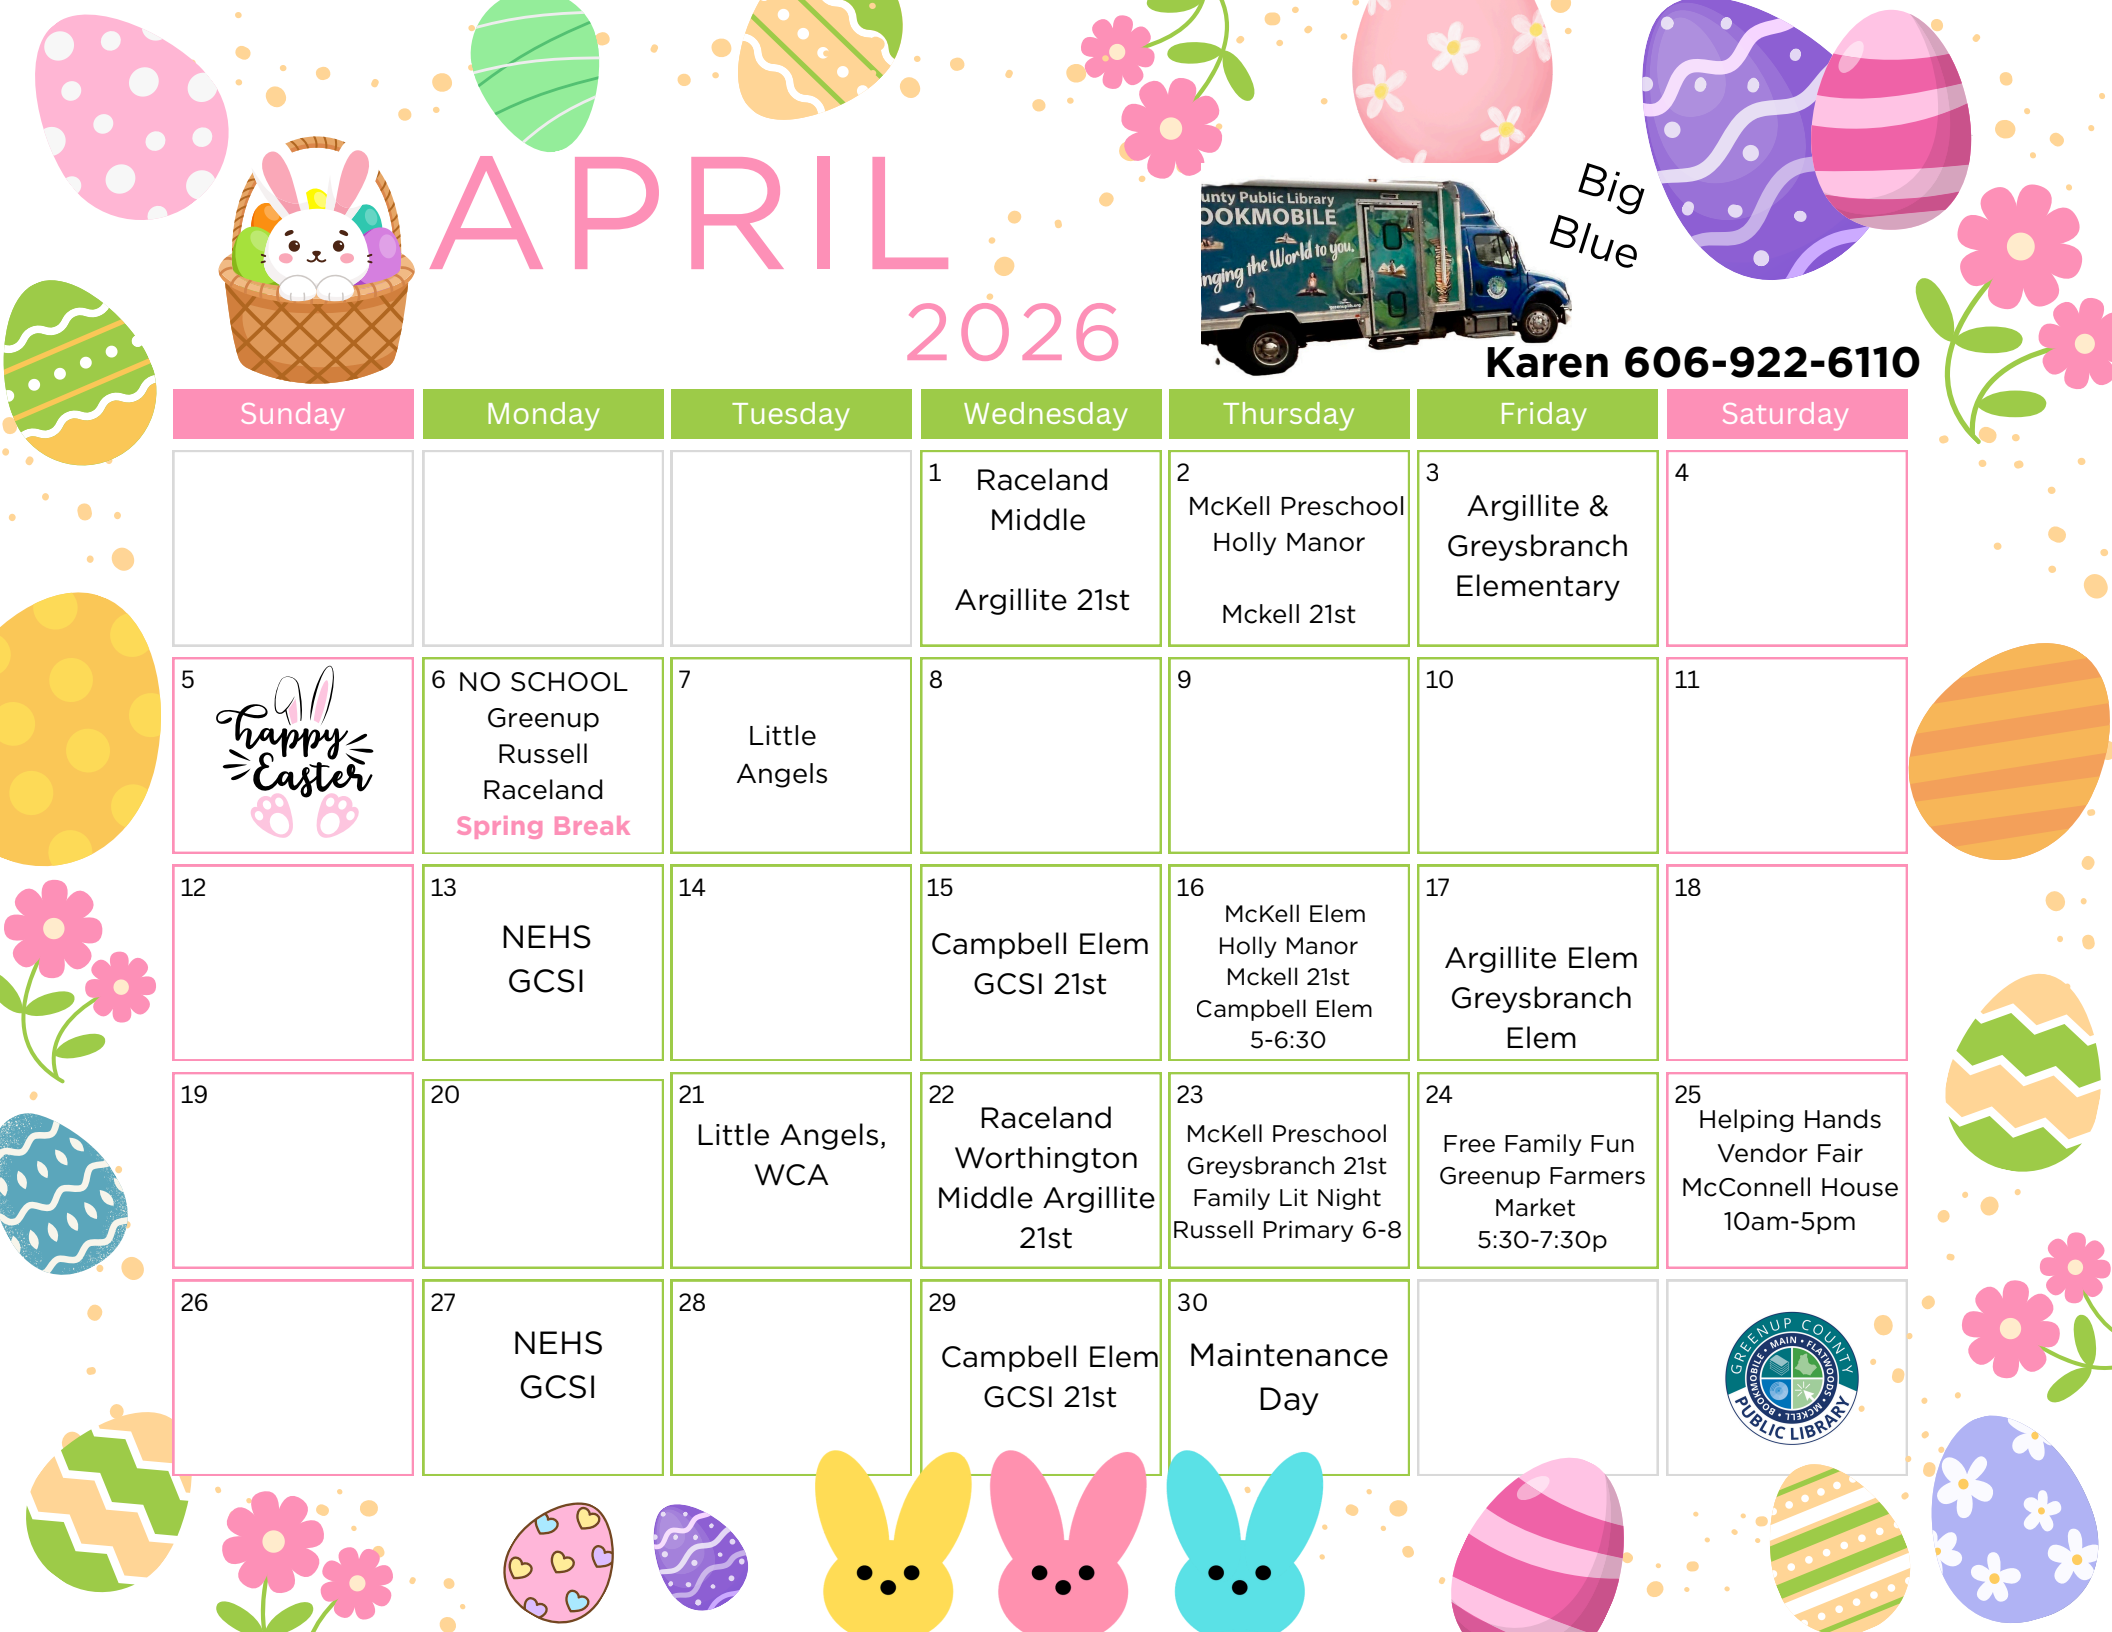 APRIL
2026
unty Public Library
OOKMOBILE
nging the World to you.
Big
Blue
Karen 606-922-6110
Sunday
Monday
Tuesday
Wednesday
Thursday
Friday
Saturday
1
Raceland
Middle
Argillite 21st
2
McKell Preschool
Holly Manor
Mckell 21st
3
Argillite &
Greysbranch
Elementary
4
5
happy
Easter
6 NO SCHOOL
Greenup
Russell
Raceland
Spring Break
7
Little
Angels
8
9
10
11
12
13
NEHS
GCSI
14
15
Campbell Elem
GCSI 21st
16
McKell Elem
Holly Manor
Mckell 21st
Campbell Elem
5-6:30
17
Argillite Elem
Greysbranch
Elem
18
19
20
21
Little Angels,
WCA
22
Raceland
Worthington
Middle Argillite
21st
23
McKell Preschool
Greysbranch 21st
Family Lit Night
Russell Primary 6-8
24
Free Family Fun
Greenup Farmers
Market
5:30-7:30p
25
Helping Hands
Vendor Fair
McConnell House
10am-5pm
26
27
NEHS
GCSI
28
29
Campbell Elem
GCSI 21st
30
Maintenance
Day
GREENUP COUNTY
PUBLIC LIBRARY
BOOKMOBILE • MAIN • FLATWOODS • MCKELL •